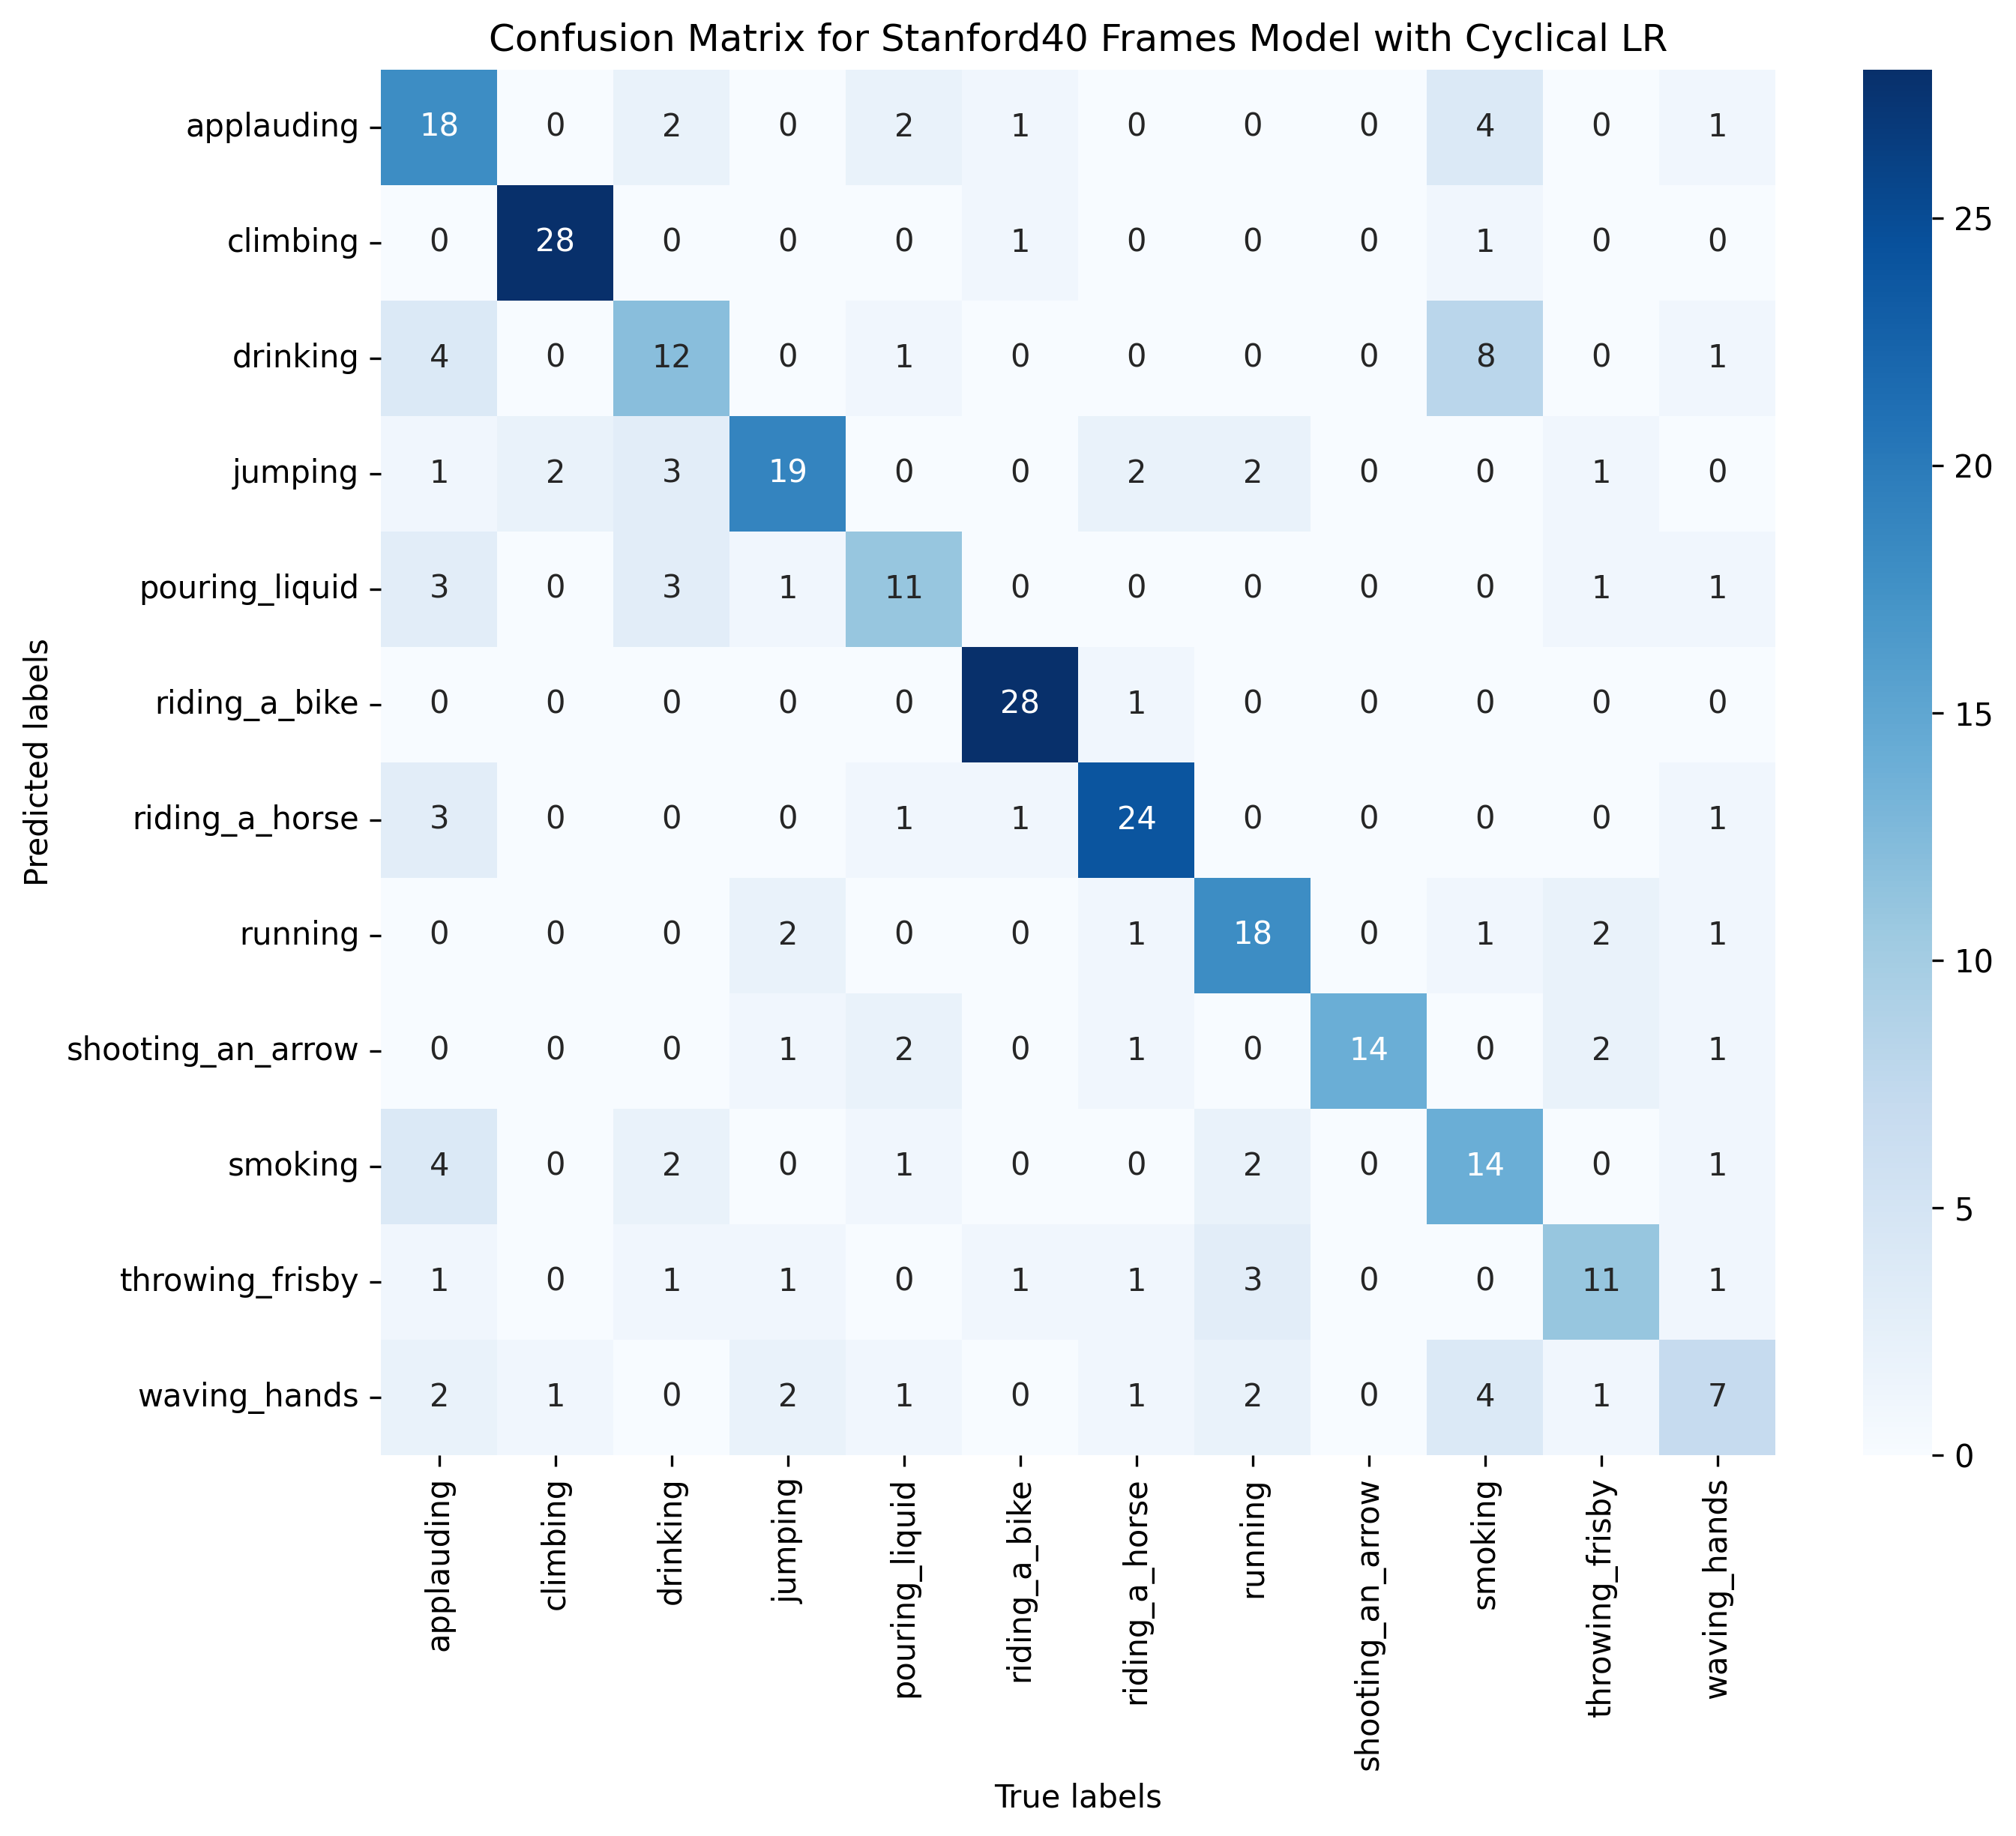 Confusion Matrix for Stanford40 Frames Model with Cyclical LR
applauding 18 0 2 0 2 1 0 0 0 4 0 1
climbing 0 28 0 0 0 1 0 0 0 1 0 0
drinking 4 0 12 0 1 0 0 0 0 8 0 1
jumping 1 2 3 19 0 0 2 2 0 0 1 0
pouring_liquid 3 0 3 1 11 0 0 0 0 0 1 1
riding_a_bike 0 0 0 0 0 28 1 0 0 0 0 0
riding_a_horse 3 0 0 0 1 1 24 0 0 0 0 1
running 0 0 0 2 0 0 1 18 0 1 2 1
shooting_an_arrow 0 0 0 1 2 0 1 0 14 0 2 1
smoking 4 0 2 0 1 0 0 2 0 14 0 1
throwing_frisby 1 0 1 1 0 1 1 3 0 0 11 1
waving_hands 2 1 0 2 1 0 1 2 0 4 1 7
Predicted labels
applauding
climbing
drinking
jumping
pouring_liquid
riding_a_bike
riding_a_horse
running
shooting_an_arrow
smoking
throwing_frisby
waving_hands
True labels
25
20
15
10
5
0